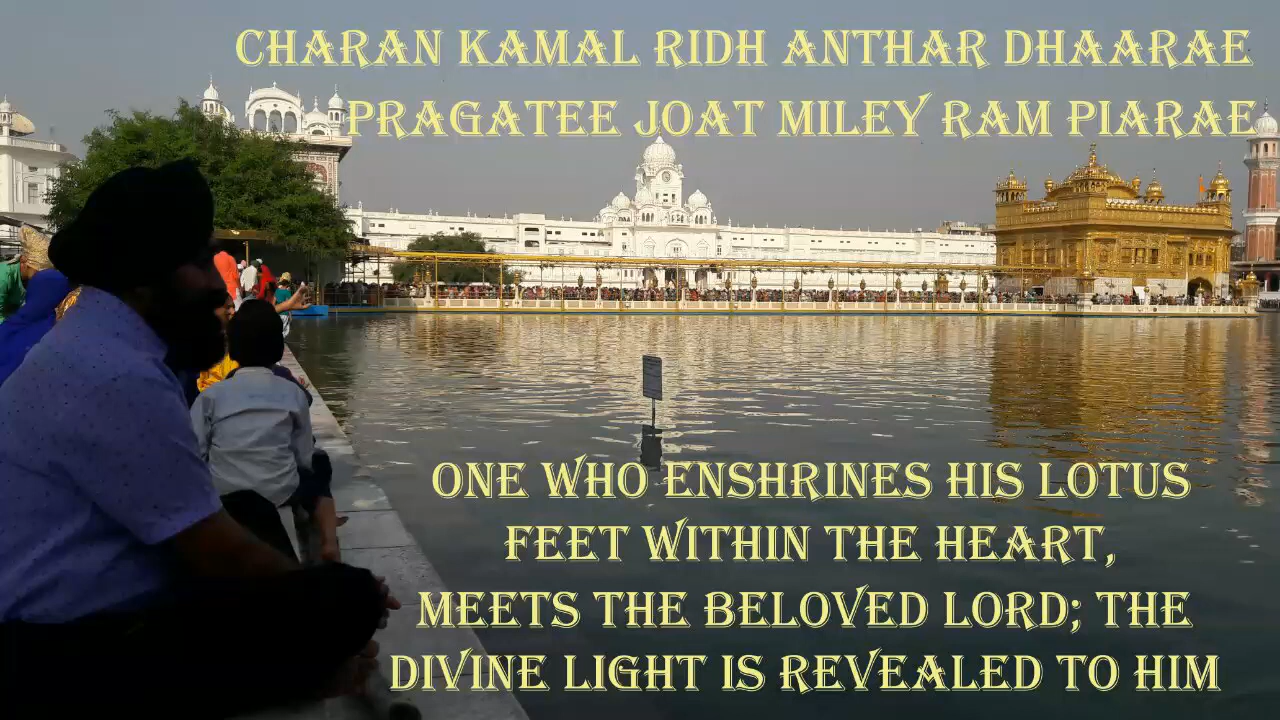 CHARAN KAMAL RIDH ANTHAR DHAARAE
PRAGATEE JOAT MILEY RAM PIARAE
ONE WHO ENSHRINES HIS LOTUS
FEET WITHIN THE HEART,
MEETS THE BELOVED LORD; THE
DIVINE LIGHT IS REVEALED TO HIM